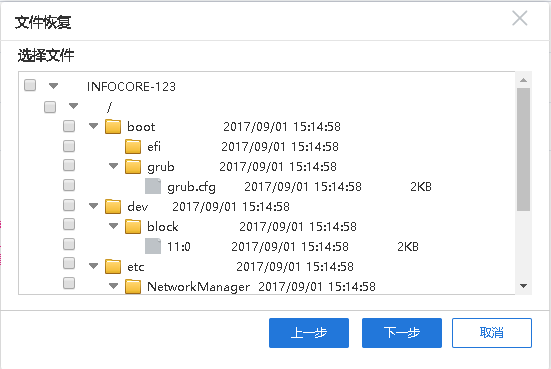 文件恢复
选择文件
INFOCORE-123
/
boot 2017/09/01 15:14:58
efi 2017/09/01 15:14:58
grub 2017/09/01 15:14:58
grub.cfg 2017/09/01 15:14:58 2KB
dev 2017/09/01 15:14:58
block 2017/09/01 15:14:58
11:0 2017/09/01 15:14:58 2KB
etc 2017/09/01 15:14:58
NetworkManager 2017/09/01 15:14:58
上一步 下一步 取消